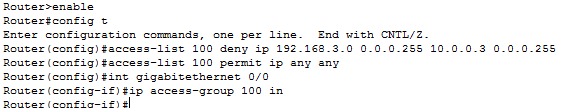 Router>enable
Router#config t
Enter configuration commands, one per line.  End with CNTL/Z.
Router(config)#access-list 100 deny ip 192.168.3.0 0.0.0.255 10.0.0.3 0.0.0.255
Router(config)#access-list 100 permit ip any any
Router(config)#int gigabitethernet 0/0
Router(config-if)#ip access-group 100 in
Router(config-if)#